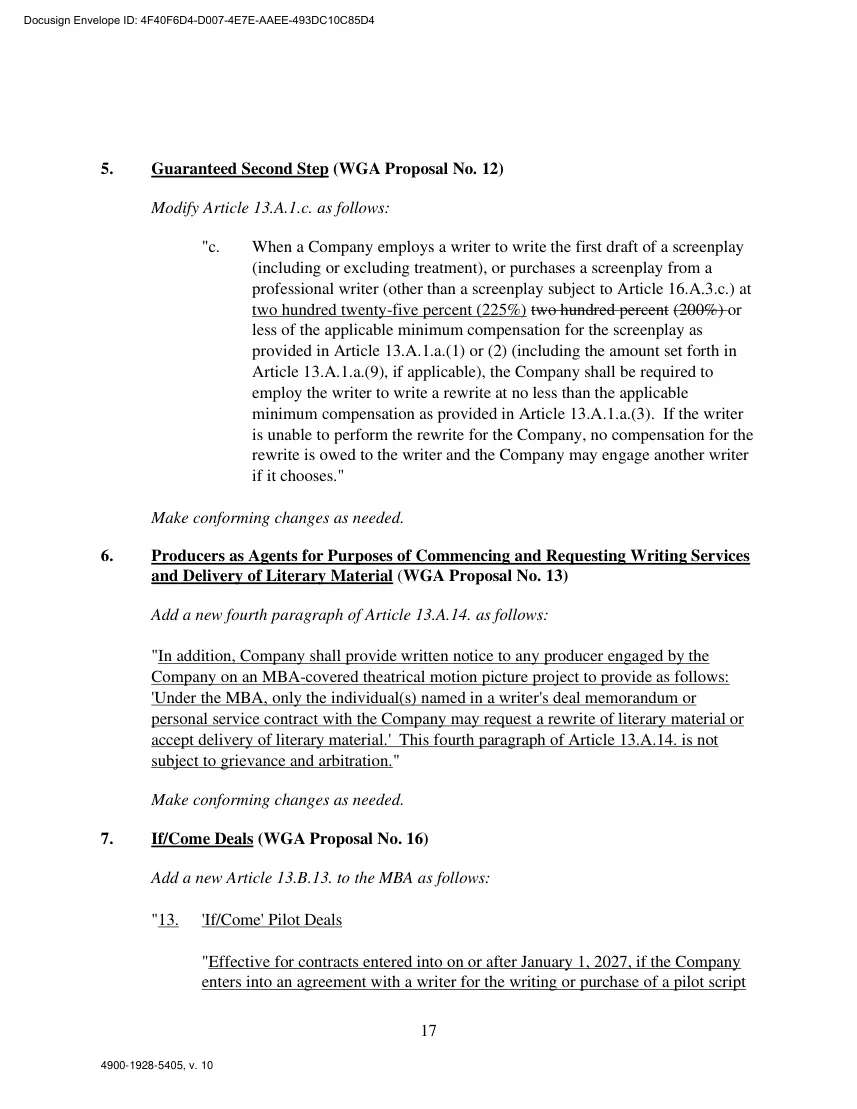 Docusign Envelope ID: 4F40F6D4-D007-4E7E-AAEE-493DC10C85D4
5. Guaranteed Second Step (WGA Proposal No. 12)
Modify Article 13.A.1.c. as follows:
"c. When a Company employs a writer to write the first draft of a screenplay
(including or excluding treatment), or purchases a screenplay from a
professional writer (other than a screenplay subject to Article 16.A.3.c.) at
two hundred twenty-five percent (225%) two hundred percent (200%) or
less of the applicable minimum compensation for the screenplay as
provided in Article 13.A.1.a.(1) or (2) (including the amount set forth in
Article 13.A.1.a.(9), if applicable), the Company shall be required to
employ the writer to write a rewrite at no less than the applicable
minimum compensation as provided in Article 13.A.1.a.(3).  If the writer
is unable to perform the rewrite for the Company, no compensation for the
rewrite is owed to the writer and the Company may engage another writer
if it chooses."
Make conforming changes as needed.
6. Producers as Agents for Purposes of Commencing and Requesting Writing Services
and Delivery of Literary Material (WGA Proposal No. 13)
Add a new fourth paragraph of Article 13.A.14. as follows:
"In addition, Company shall provide written notice to any producer engaged by the
Company on an MBA-covered theatrical motion picture project to provide as follows:
'Under the MBA, only the individual(s) named in a writer's deal memorandum or
personal service contract with the Company may request a rewrite of literary material or
accept delivery of literary material.'  This fourth paragraph of Article 13.A.14. is not
subject to grievance and arbitration."
Make conforming changes as needed.
7. If/Come Deals (WGA Proposal No. 16)
Add a new Article 13.B.13. to the MBA as follows:
"13. 'If/Come' Pilot Deals
"Effective for contracts entered into on or after January 1, 2027, if the Company
enters into an agreement with a writer for the writing or purchase of a pilot script
17
4900-1928-5405, v. 10